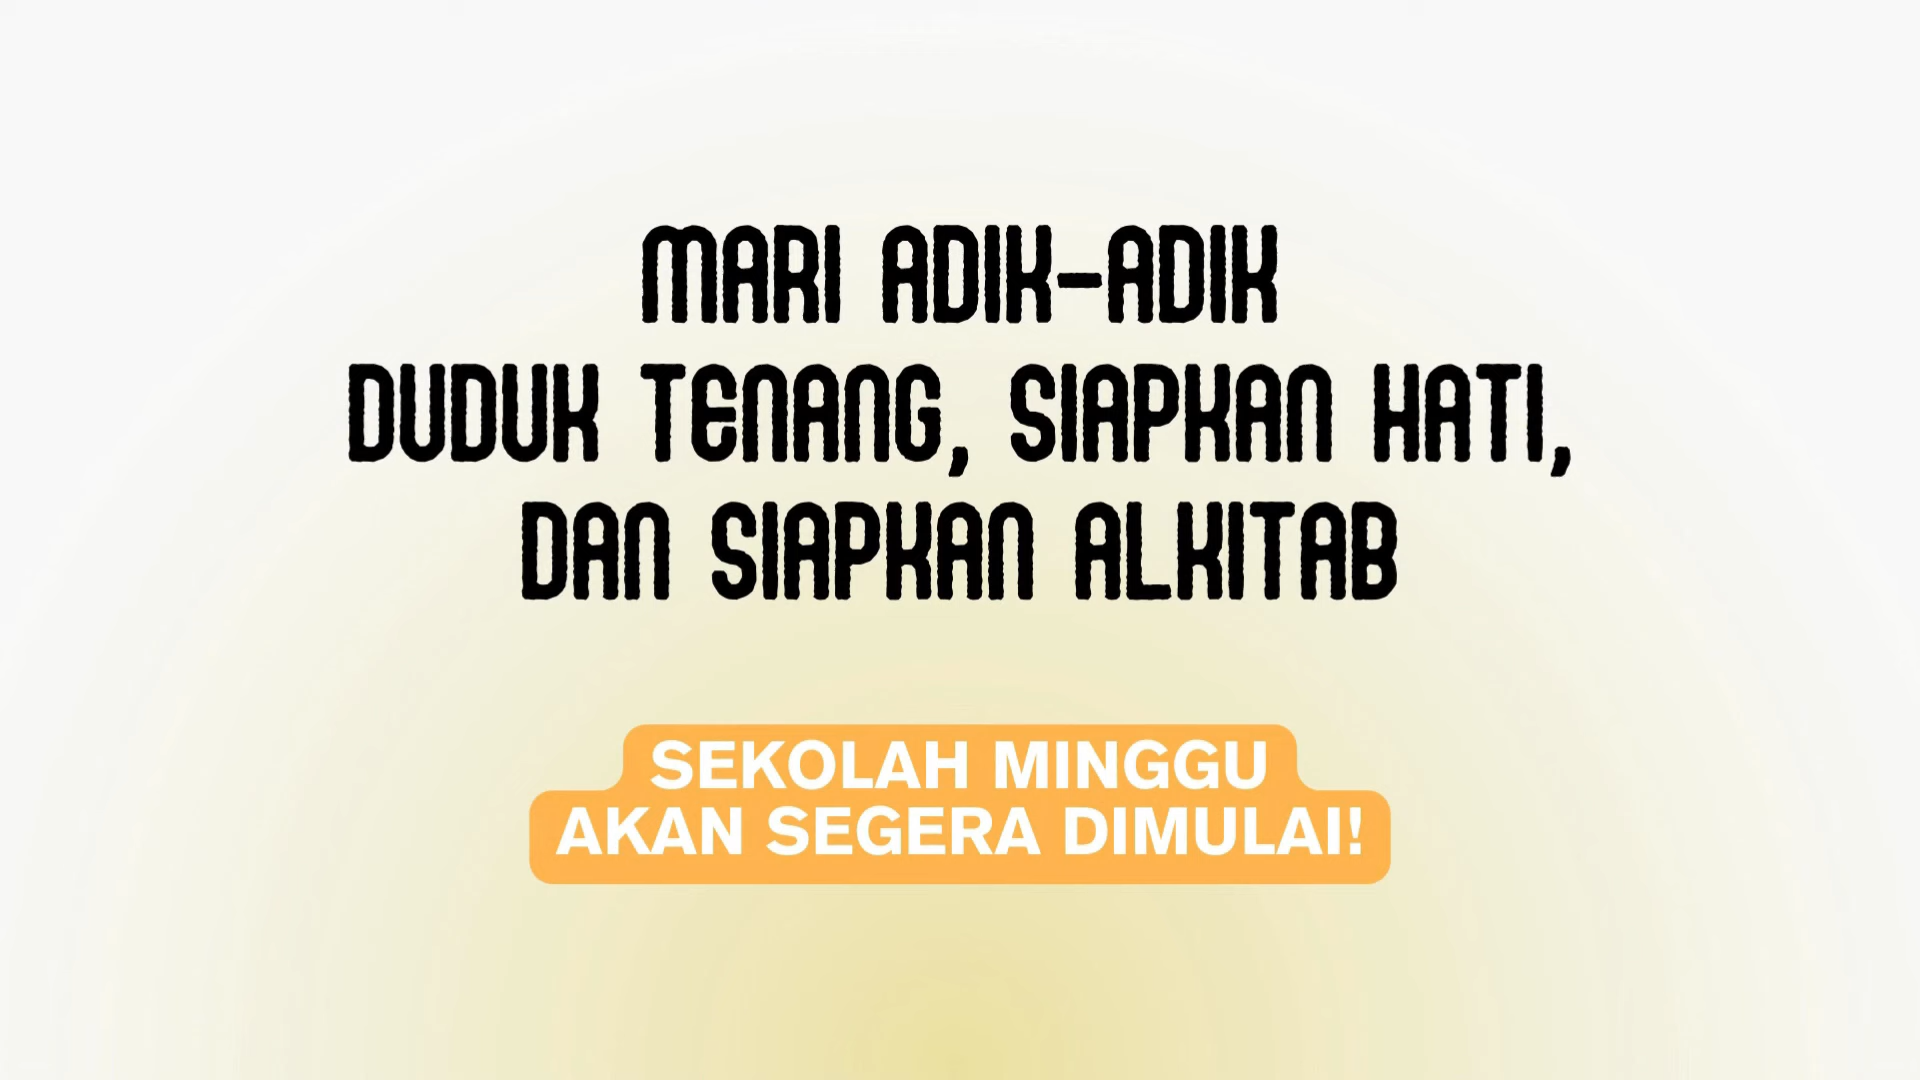 MARI ADIK-ADIK
DUDUK TENANG, SIAPKAN HATI,
DAN SIAPKAN ALKITAB
SEKOLAH MINGGU
AKAN SEGERA DIMULAI!